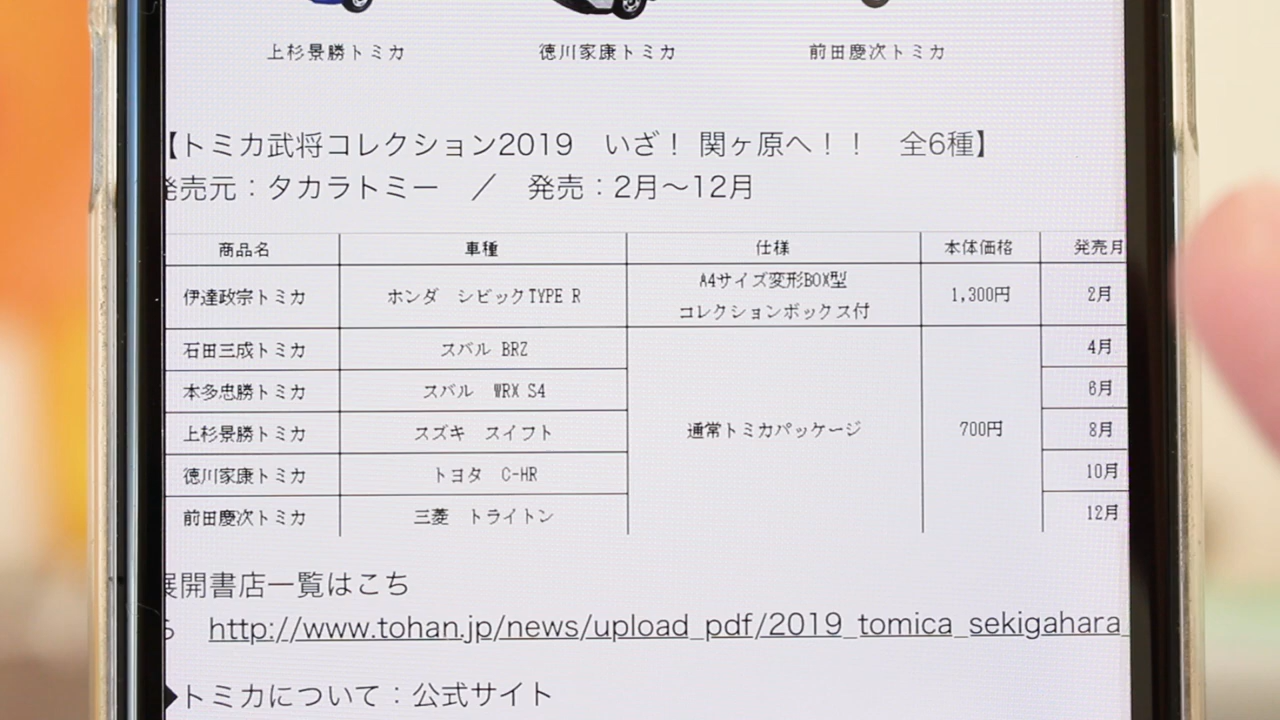 上杉景勝トミカ 徳川家康トミカ 前田慶次トミカ
【トミカ武将コレクション2019　いざ！ 関ヶ原へ！！　全6種】
発売元：タカラトミー　／　発売：2月～12月
商品名 車種 仕様 本体価格 発売月
伊達政宗トミカ ホンダ　シビックTYPE R A4サイズ変形BOX型 コレクションボックス付 1,300円 2月
石田三成トミカ スバル BRZ 4月
本多忠勝トミカ スバル　WRX S4 6月
上杉景勝トミカ スズキ　スイフト 通常トミカパッケージ 700円 8月
徳川家康トミカ トヨタ　C-HR 10月
前田慶次トミカ 三菱　トライトン 12月
展開書店一覧はこち
ら　http://www.tohan.jp/news/upload_pdf/2019_tomica_sekigahara_
◆トミカについて：公式サイト